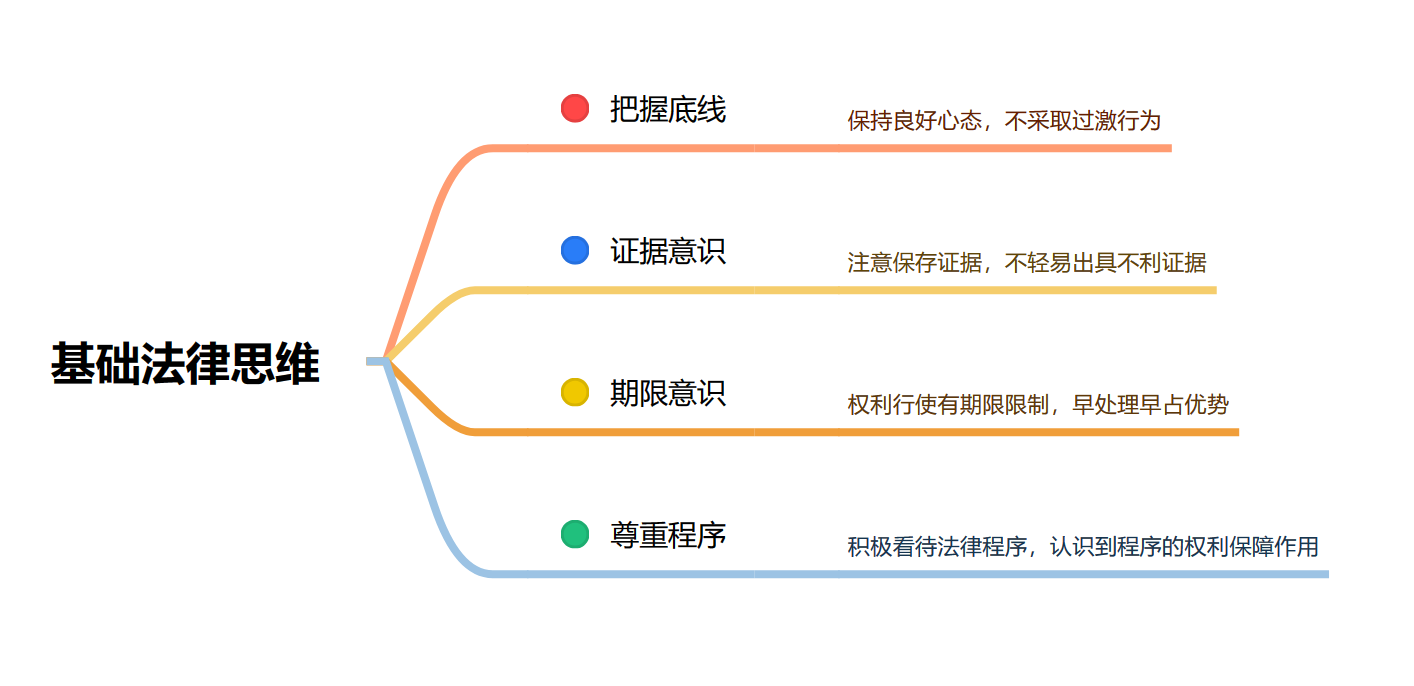 把握底线
保持良好心态，不采取过激行为
证据意识
注意保存证据，不轻易出具不利证据
基础法律思维
期限意识
权利行使有期限限制，早处理早占优势
尊重程序
积极看待法律程序，认识到程序的权利保障作用